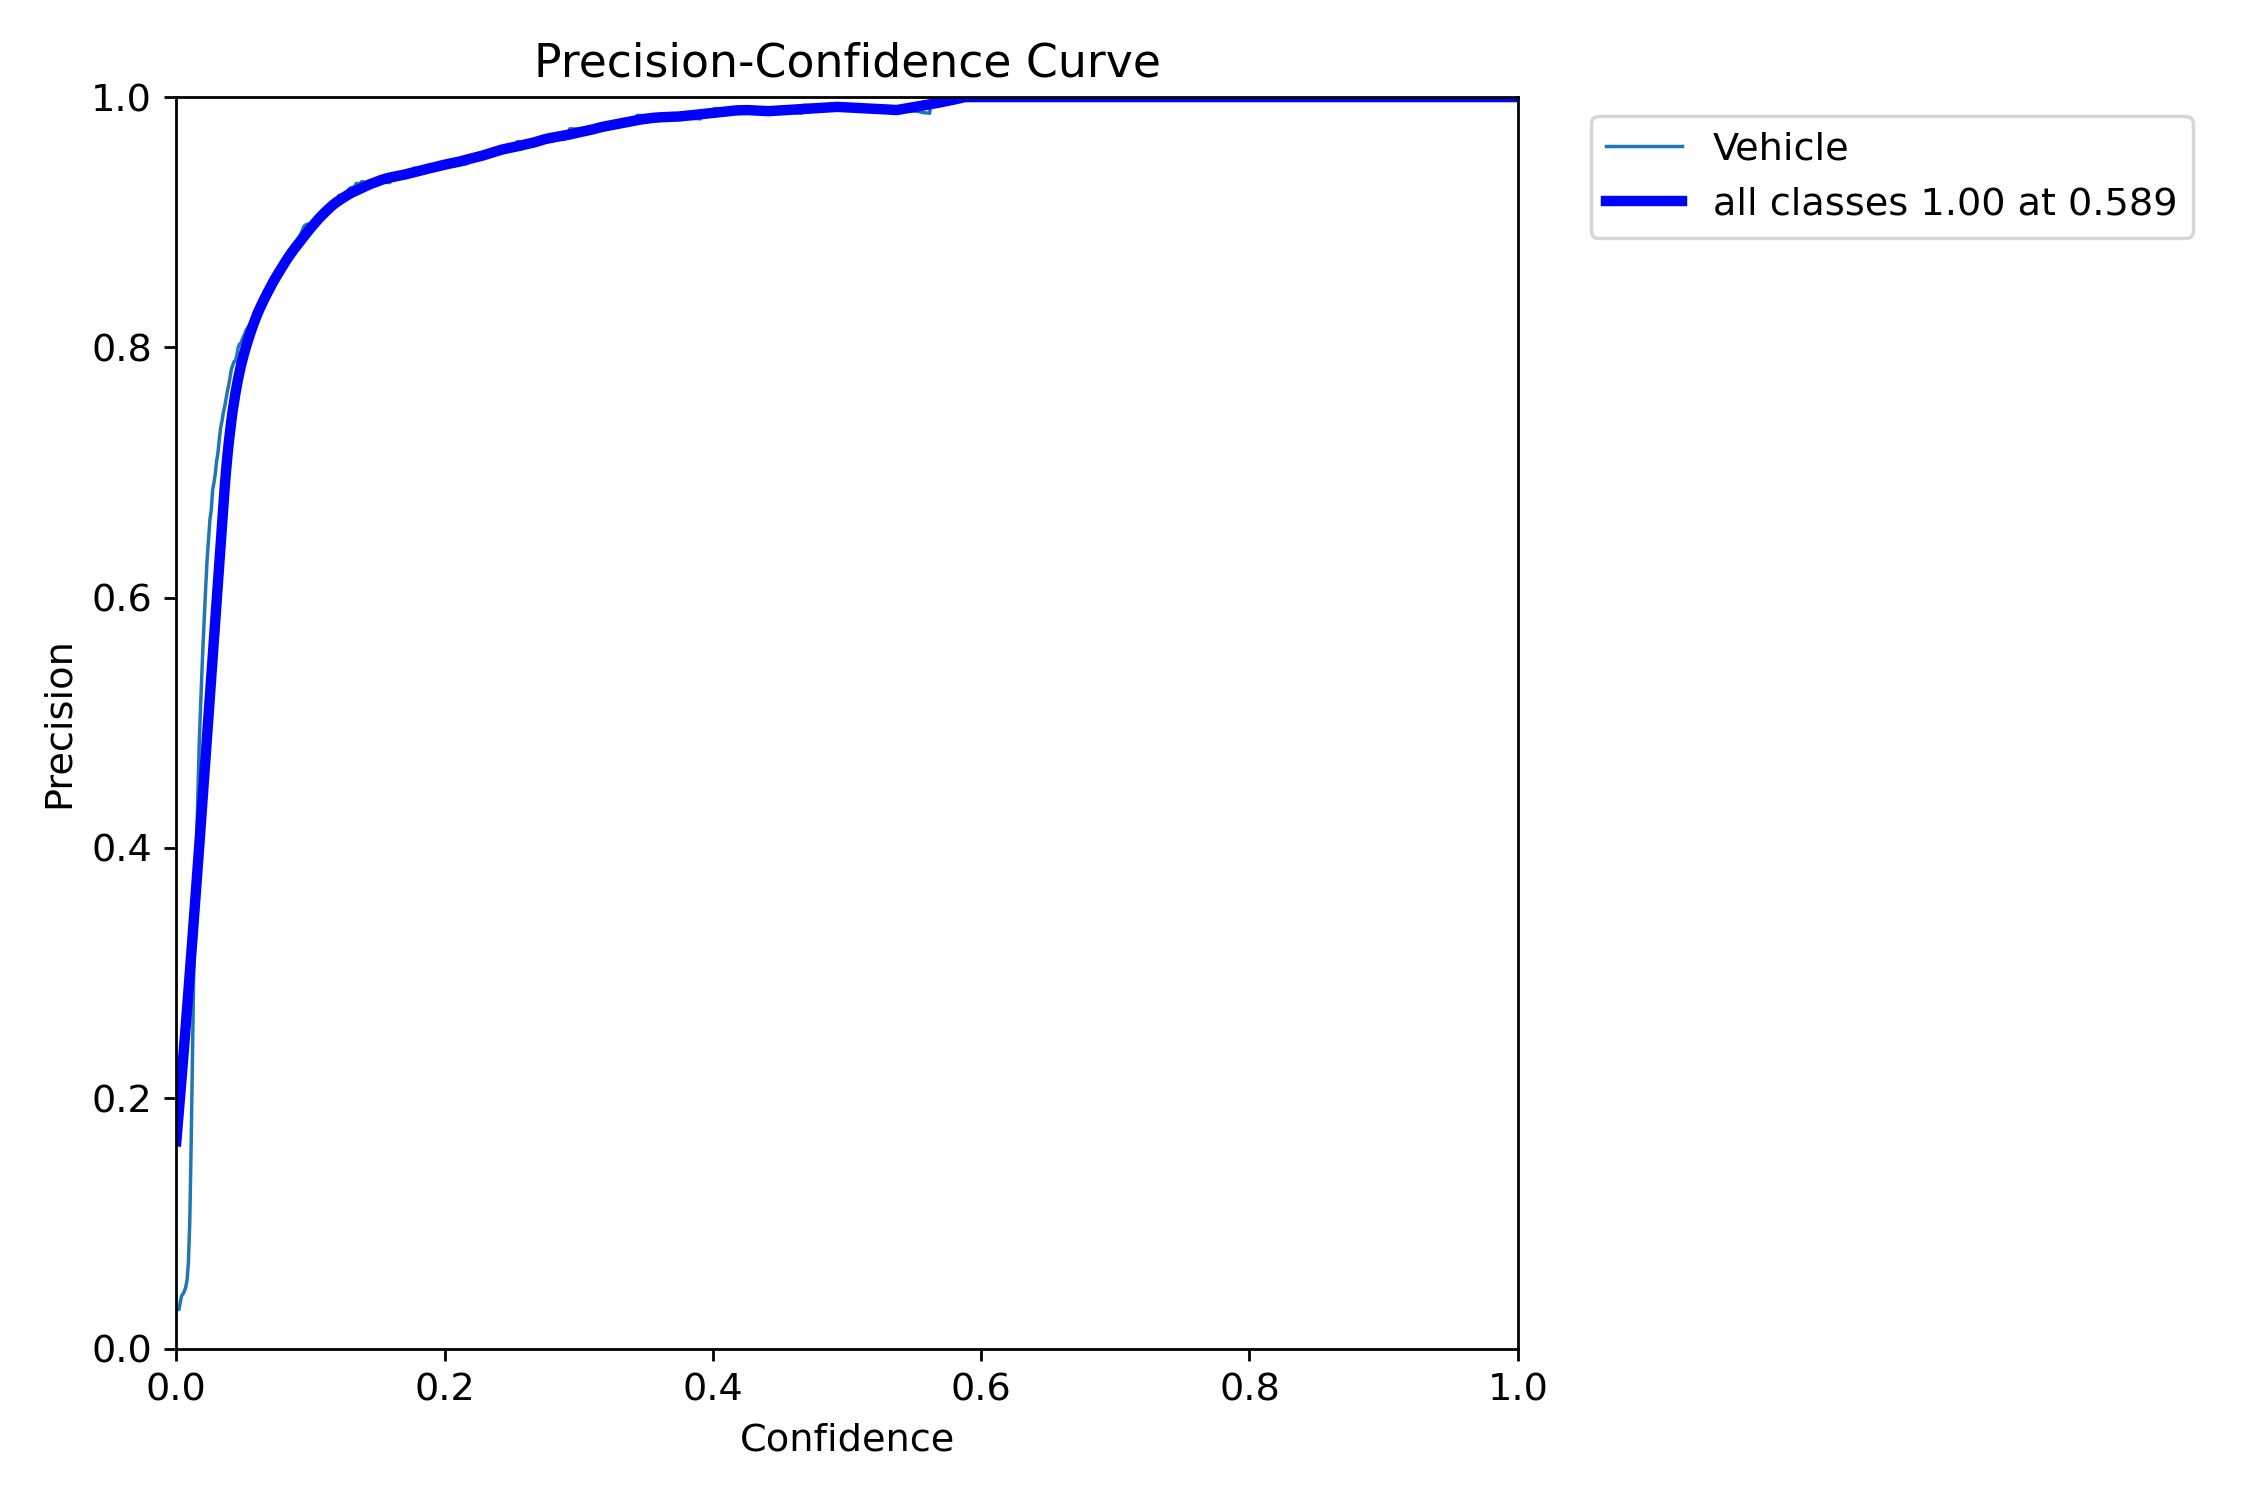 Precision-Confidence Curve
Vehicle
all classes 1.00 at 0.589
Precision
1.0
0.8
0.6
0.4
0.2
0.0
0.0 0.2 0.4 0.6 0.8 1.0
Confidence